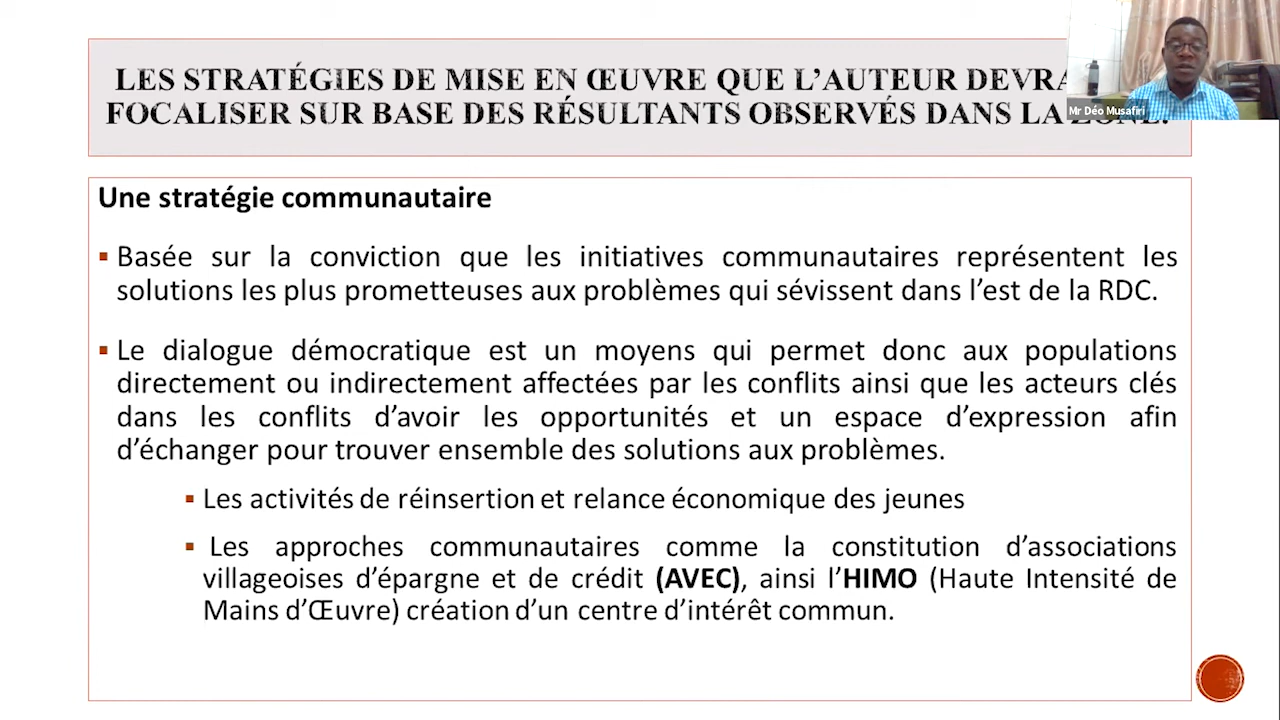 LES STRATÉGIES DE MISE EN ŒUVRE QUE L'AUTEUR
FOCALISER SUR BASE DES RÉSULTANTS OBSERVÉS DANS LA
Mr Déo Musafiri
Une stratégie communautaire
▪ Basée sur la conviction que les initiatives communautaires représentent les
solutions les plus prometteuses aux problèmes qui sévissent dans l'est de la RDC.
▪ Le dialogue démocratique est un moyens qui permet donc aux populations
directement ou indirectement affectées par les conflits ainsi que les acteurs clés
dans les conflits d'avoir les opportunités et un espace d'expression afin
d'échanger pour trouver ensemble des solutions aux problèmes.
▪ Les activités de réinsertion et relance économique des jeunes
▪ Les approches communautaires comme la constitution d'associations
villageoises d'épargne et de crédit (AVEC), ainsi l'HIMO (Haute Intensité de
Mains d'Œuvre) création d'un centre d'intérêt commun.